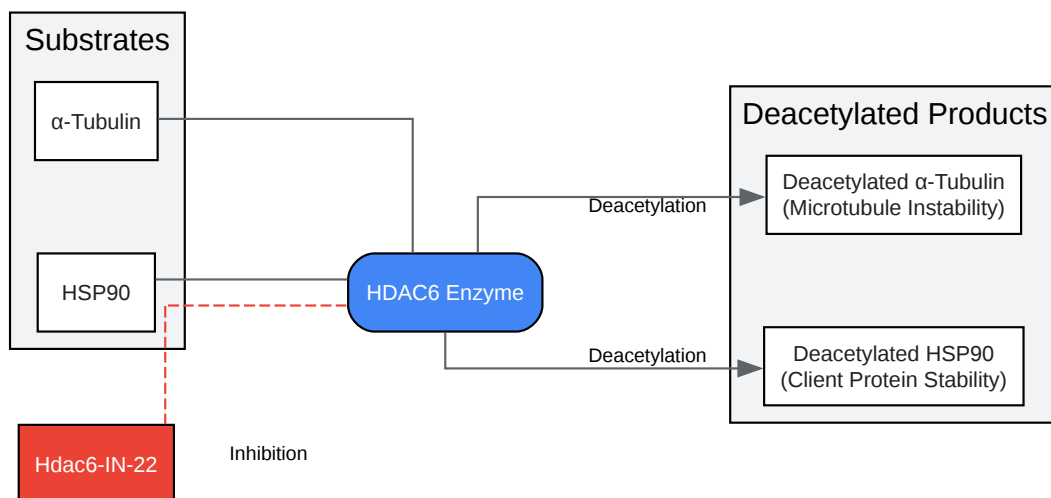 Substrates
α-Tubulin
HSP90
HDAC6 Enzyme
Hdac6-IN-22
Inhibition
Deacetylation
Deacetylation
Deacetylated Products
Deacetylated α-Tubulin
(Microtubule Instability)
Deacetylated HSP90
(Client Protein Stability)